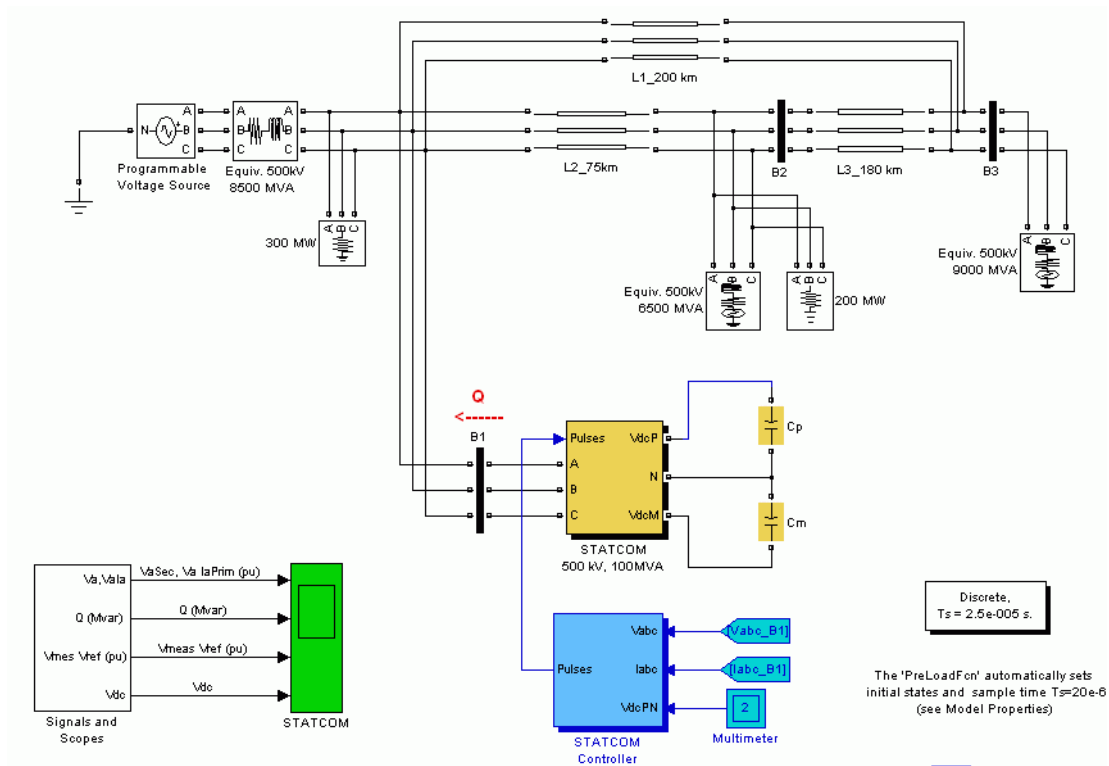 L1_200 km
A
B
C
N
A
B
C
A
B
C
Programmable
Voltage Source
Equiv. 500kV
8500 MVA
L2_75km
B2
L3_180 km
B3
A B C
300 MW
A B C
Equiv. 500kV
9000 MVA
A B C
Equiv. 500kV
6500 MVA
A B C
200 MW
Q
B1
Pulses
A
B
C
VdcP
N
VdcM
Cp
Cm
STATCOM
500 kV, 100MVA
Va,VaIa
VaSec, Va IaPrim (pu)
Q (Mvar)
Q (Mvar)
Vmes Vref (pu)
Vmeas Vref (pu)
Vdc
Vdc
Signals and
Scopes
STATCOM
Vabc
[Vabc_B1]
Pulses
Iabc
[Iabc_B1]
VdcPN
2
Multimeter
STATCOM
Controller
Discrete,
Ts = 2.5e-005 s.
The 'PreLoadFcn' automatically sets
initial states and sample time Ts=20e-6
(see Model Properties)